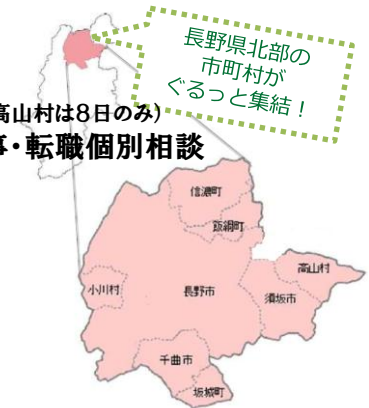 長野県北部の
市町村が
ぐるっと集結！
高山村は8日のみ）
事・転職個別相談
信濃町
飯綱町
高山村
小川村
長野市
須坂市
千曲市
坂城町